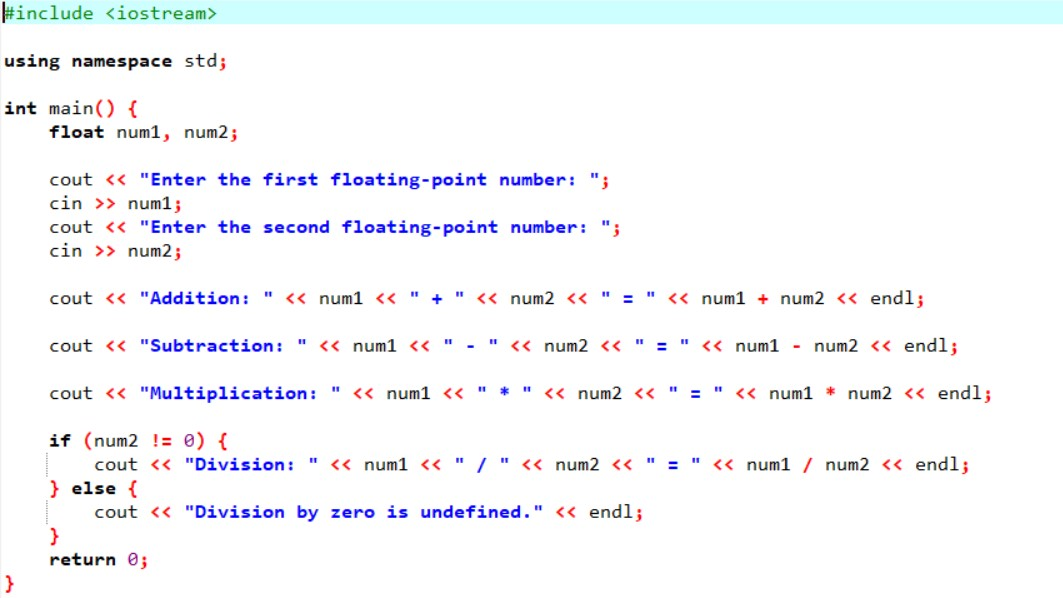 #include <iostream>
using namespace std;
int main() {
    float num1, num2;
    cout << "Enter the first floating-point number: ";
    cin >> num1;
    cout << "Enter the second floating-point number: ";
    cin >> num2;
    cout << "Addition: " << num1 << " + " << num2 << " = " << num1 + num2 << endl;
    cout << "Subtraction: " << num1 << " - " << num2 << " = " << num1 - num2 << endl;
    cout << "Multiplication: " << num1 << " * " << num2 << " = " << num1 * num2 << endl;
    if (num2 != 0) {
        cout << "Division: " << num1 << " / " << num2 << " = " << num1 / num2 << endl;
    } else {
        cout << "Division by zero is undefined." << endl;
    }
    return 0;
}